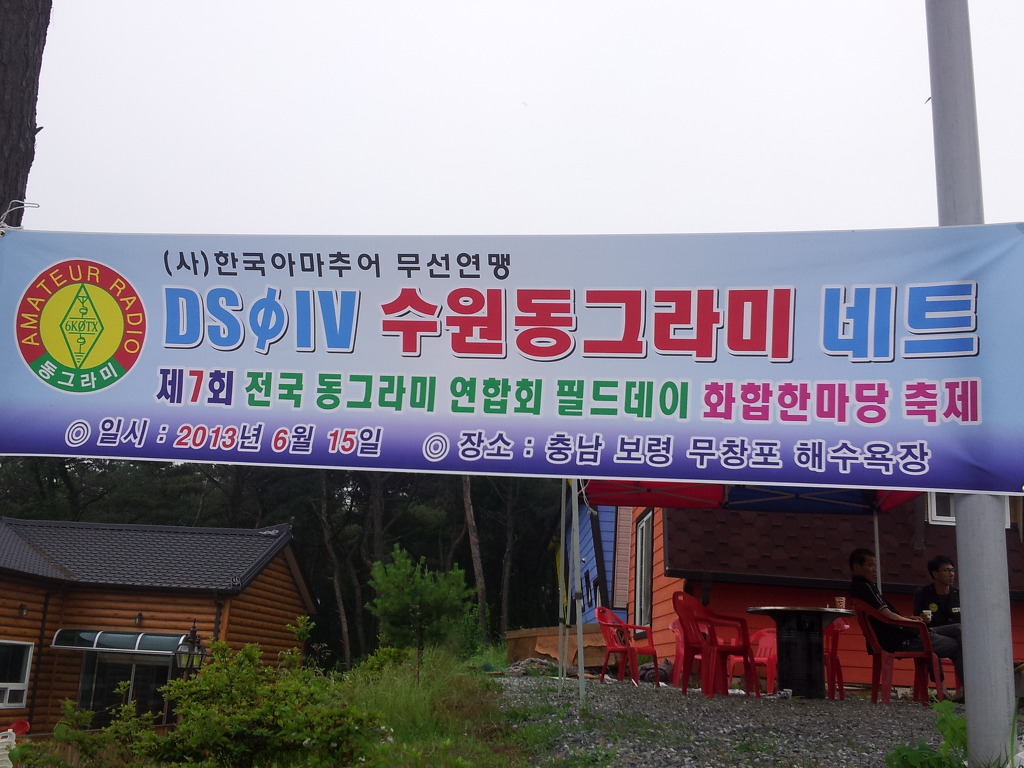 (사)한국아마추어 무선연맹
DSφIV 수원동그라미 네트
제7회 전국 동그라미 연합회 필드데이 화합한마당 축제
◎ 일시 : 2013년 6월 15일 ◎ 장소 : 충남 보령 무창포 해수욕장
AMATEUR RADIO
6KØTX
동그라미